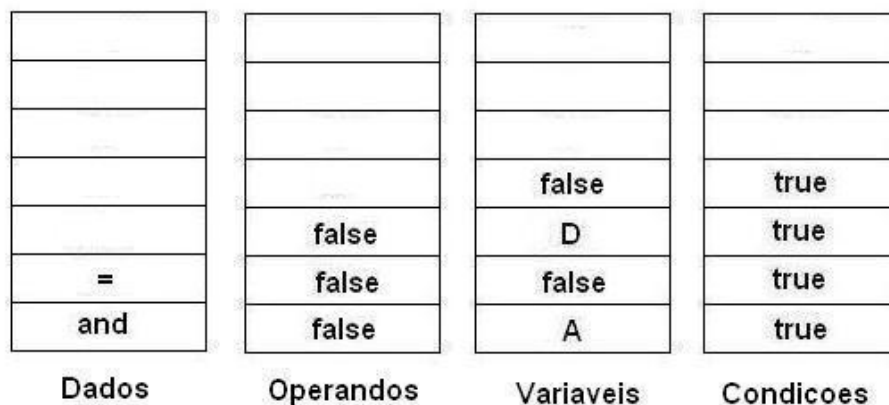 false true
false D true
= false false true
and false A true
Dados Operandos Variaveis Condicoes